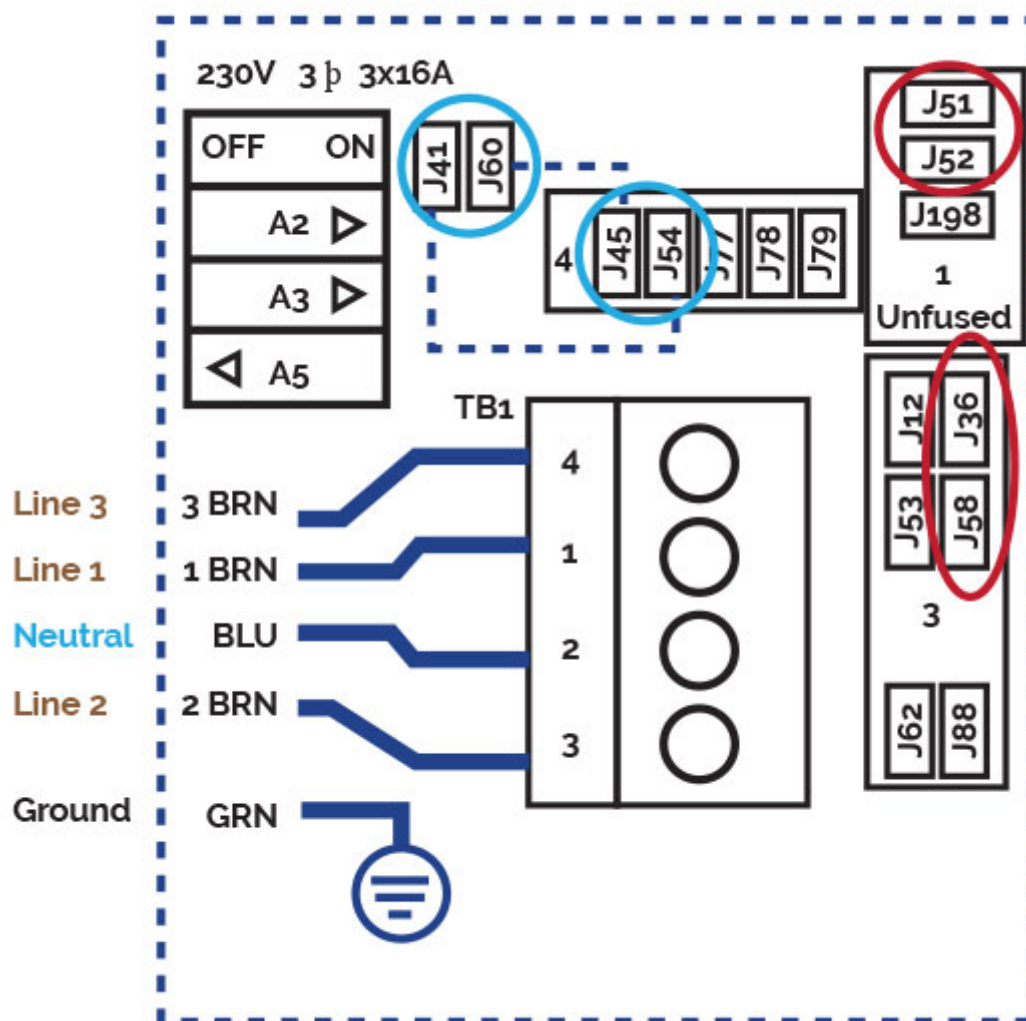 230V 3 þ 3x16A
OFF ON
A2
A3
A5
J41
J60
4
J45
J54
J77
J78
J79
J51
J52
J198
1
Unfused
J12
J36
J53
J58
3
J62
J88
TB1
4
1
2
3
Line 3 3 BRN
Line 1 1 BRN
Neutral BLU
Line 2 2 BRN
Ground GRN